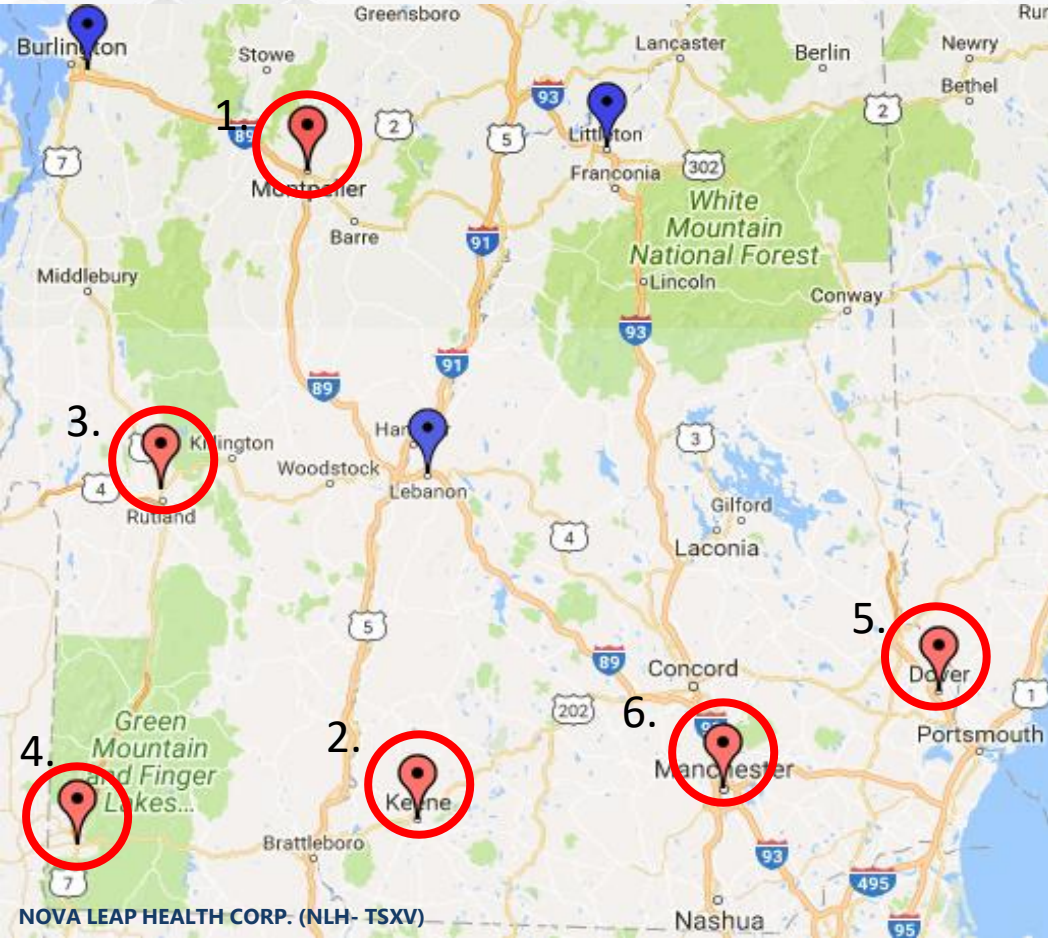 Greensboro
Rur
Burlington
Stowe
Lancaster
Berlin
Newry
Bethel
93
2
1.
89
2
5
Littleton
7
Montpelier
Franconia
302
White
Mountain
National Forest
Barre
91
Middlebury
Lincoln
Conway
93
91
89
3.
Killington
3
Woodstock
4
Lebanon
Rutland
Gilford
4
Laconia
5
5.
89
Concord
Dover
1
202
6.
Green
Mountain
and Finger
Lakes...
4.
2.
Portsmouth
Manchester
Keene
Brattleboro
93
7
495
NOVA LEAP HEALTH CORP. (NLH- TSXV)
Nashua
95